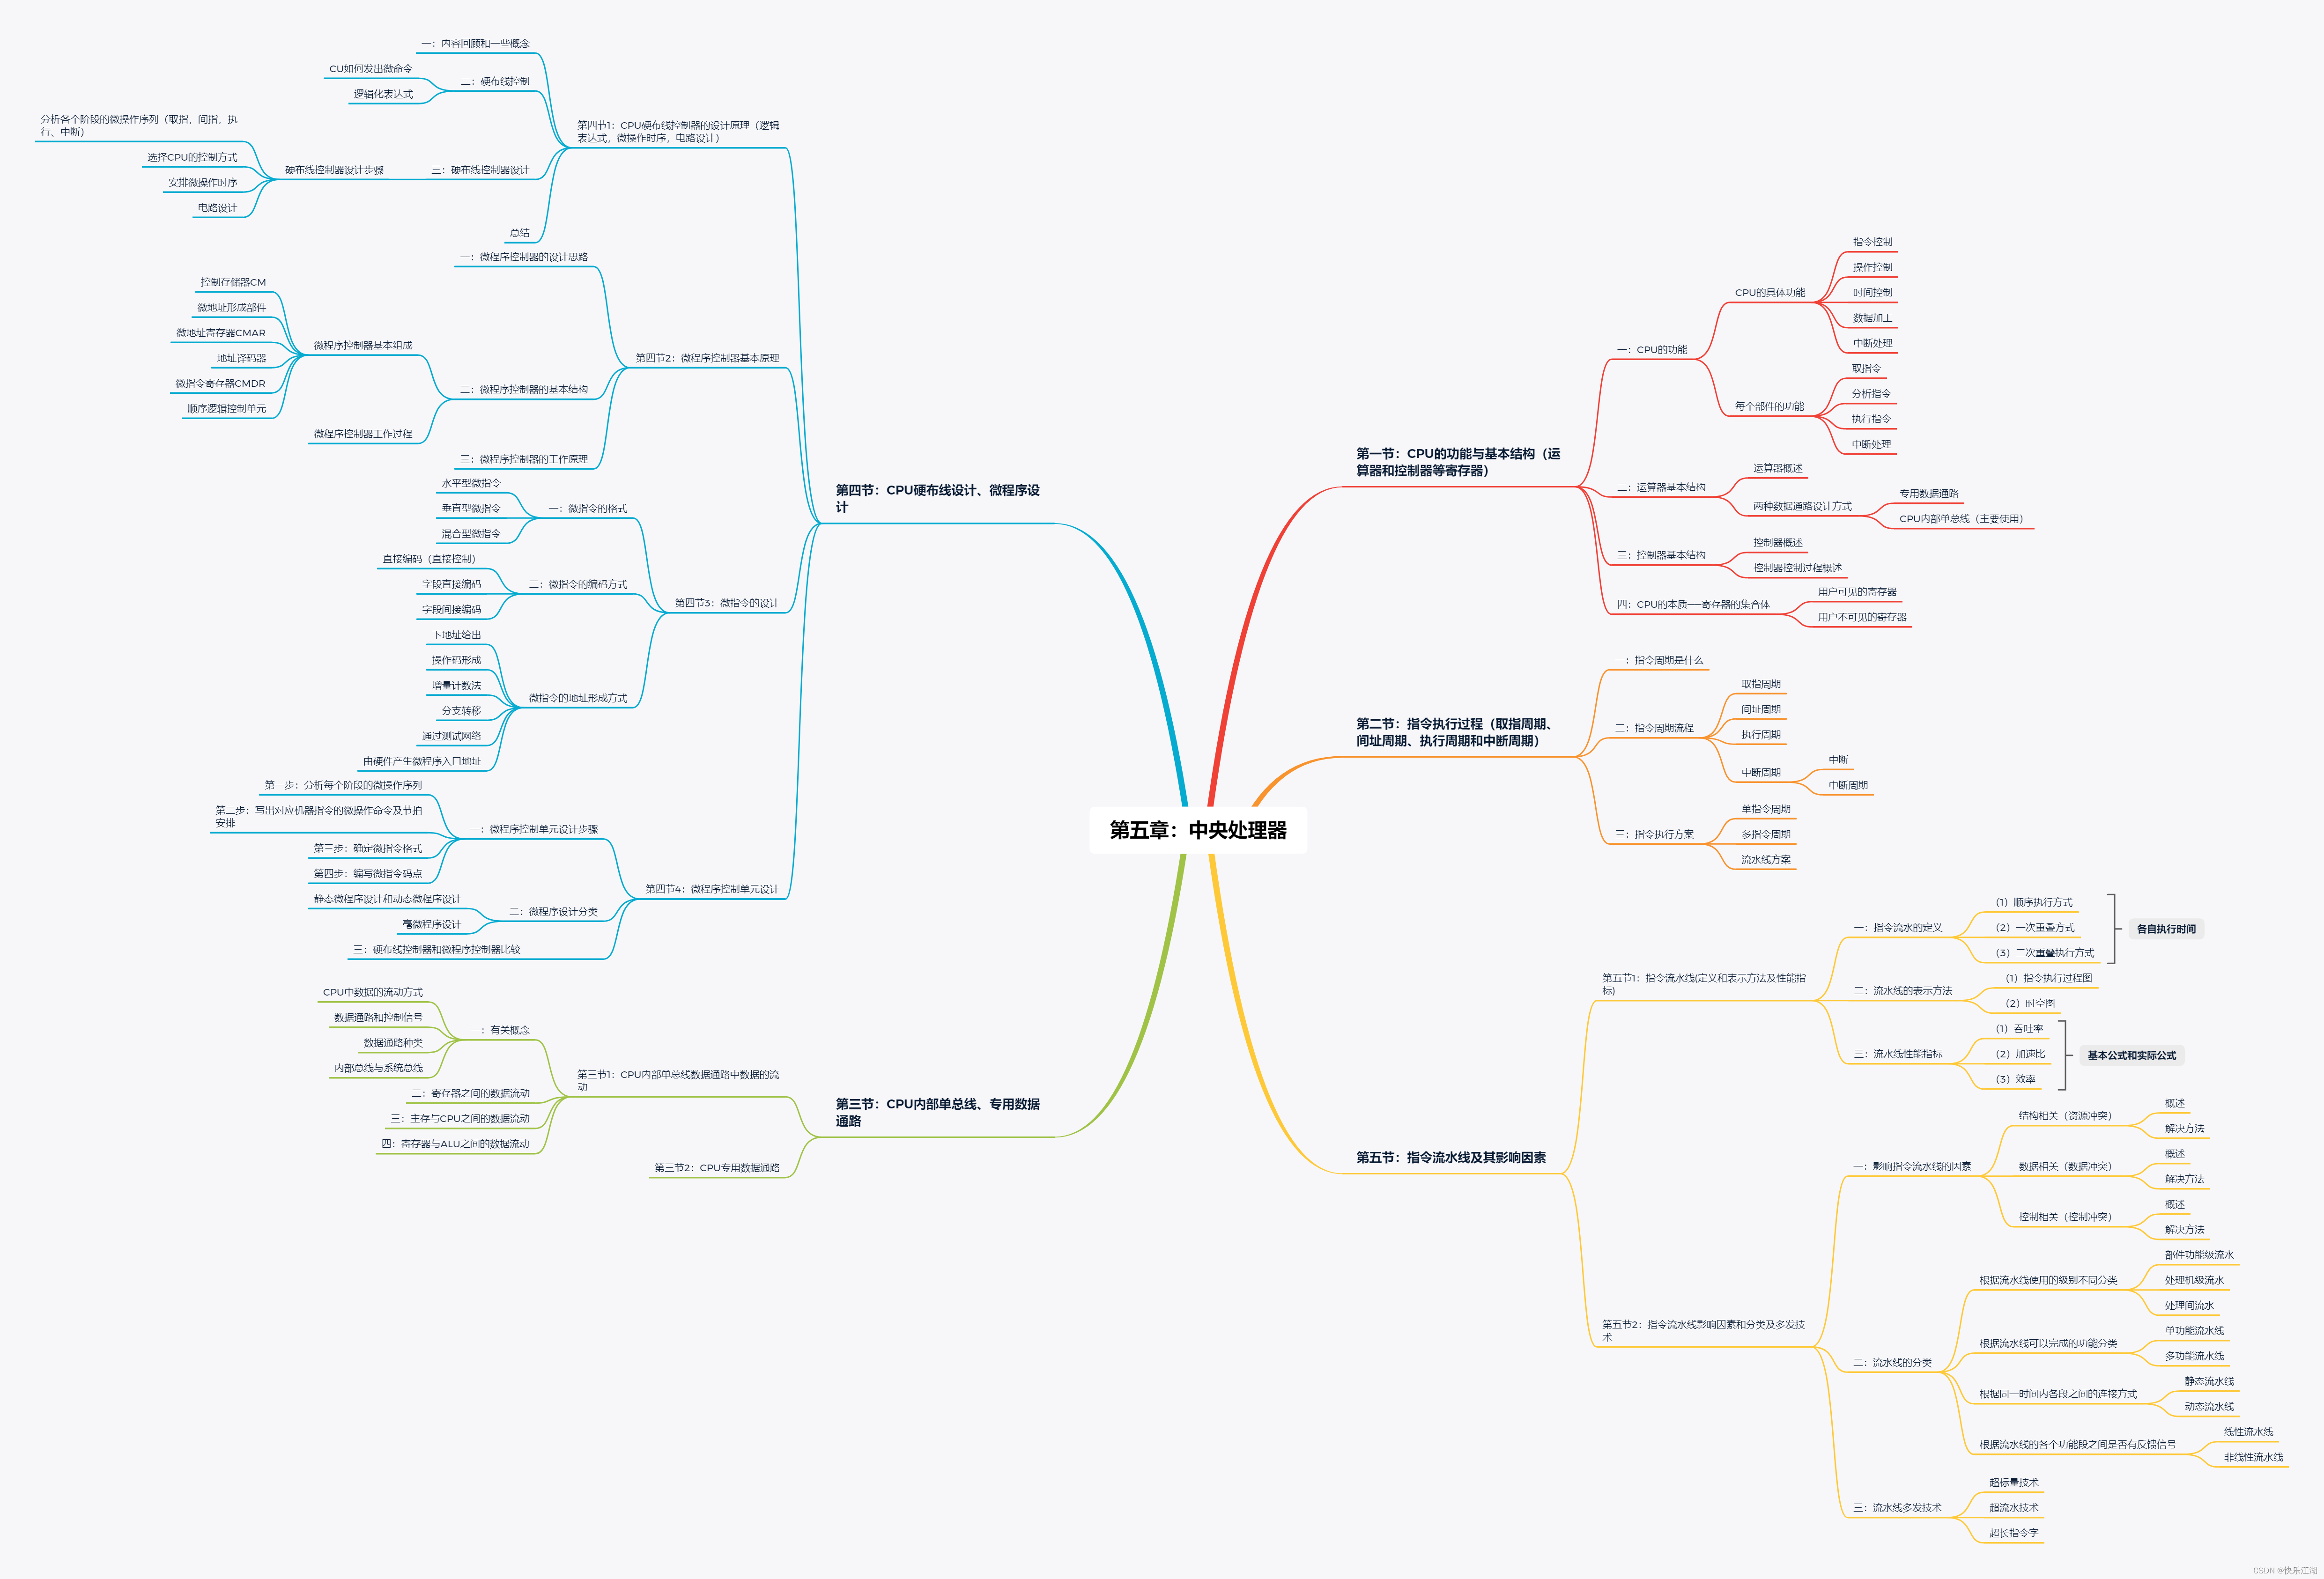 第五章：中央处理器
第一节：CPU的功能与基本结构（运
算器和控制器等寄存器）
一：CPU的功能
CPU的具体功能
指令控制
操作控制
时间控制
数据加工
中断处理
每个部件的功能
取指令
分析指令
执行指令
中断处理
二：运算器基本结构
运算器概述
两种数据通路设计方式
专用数据通路
CPU内部单总线（主要使用）
三：控制器基本结构
控制器概述
控制器控制过程概述
四：CPU的本质——寄存器的集合体
用户可见的寄存器
用户不可见的寄存器
第二节：指令执行过程（取指周期、
间址周期、执行周期和中断周期）
一：指令周期是什么
二：指令周期流程
取指周期
间址周期
执行周期
中断周期
中断
中断周期
三：指令执行方案
单指令周期
多指令周期
流水线方案
第五节：指令流水线及其影响因素
第五节1：指令流水线(定义和表示方法及性能指
标)
一：指令流水的定义
（1）顺序执行方式
（2）一次重叠方式
（3）二次重叠执行方式
各自执行时间
二：流水线的表示方法
（1）指令执行过程图
（2）时空图
三：流水线性能指标
（1）吞吐率
（2）加速比
（3）效率
基本公式和实际公式
第五节2：指令流水线影响因素和分类及多发技
术
一：影响指令流水线的因素
结构相关（资源冲突）
概述
解决方法
数据相关（数据冲突）
概述
解决方法
控制相关（控制冲突）
概述
解决方法
二：流水线的分类
根据流水线使用的级别不同分类
部件功能级流水
处理机级流水
处理间流水
根据流水线可以完成的功能分类
单功能流水线
多功能流水线
根据同一时间内各段之间的连接方式
静态流水线
动态流水线
根据流水线的各个功能段之间是否有反馈信号
线性流水线
非线性流水线
三：流水线多发技术
超标量技术
超流水技术
超长指令字
第四节：CPU硬布线设计、微程序设
计
第四节1：CPU硬布线控制器的设计原理（逻辑
表达式，微操作时序，电路设计）
一：内容回顾和一些概念
二：硬布线控制
CU如何发出微命令
逻辑化表达式
三：硬布线控制器设计
硬布线控制器设计步骤
分析各个阶段的微操作序列（取指，间指，执
行、中断）
选择CPU的控制方式
安排微操作时序
电路设计
总结
第四节2：微程序控制器基本原理
一：微程序控制器的设计思路
二：微程序控制器的基本结构
微程序控制器基本组成
控制存储器CM
微地址形成部件
微地址寄存器CMAR
地址译码器
微指令寄存器CMDR
顺序逻辑控制单元
微程序控制器工作过程
三：微程序控制器的工作原理
第四节3：微指令的设计
一：微指令的格式
水平型微指令
垂直型微指令
混合型微指令
二：微指令的编码方式
直接编码（直接控制）
字段直接编码
字段间接编码
微指令的地址形成方式
下地址给出
操作码形成
增量计数法
分支转移
通过测试网络
由硬件产生微程序入口地址
第四节4：微程序控制单元设计
一：微程序控制单元设计步骤
第一步：分析每个阶段的微操作序列
第二步：写出对应机器指令的微操作命令及节拍
安排
第三步：确定微指令格式
第四步：编写微指令码点
二：微程序设计分类
静态微程序设计和动态微程序设计
毫微程序设计
三：硬布线控制器和微程序控制器比较
第三节：CPU内部单总线、专用数据
通路
第三节1：CPU内部单总线数据通路中数据的流
动
一：有关概念
CPU中数据的流动方式
数据通路和控制信号
数据通路种类
内部总线与系统总线
二：寄存器之间的数据流动
三：主存与CPU之间的数据流动
四：寄存器与ALU之间的数据流动
第三节2：CPU专用数据通路
CSDN @快乐江湖